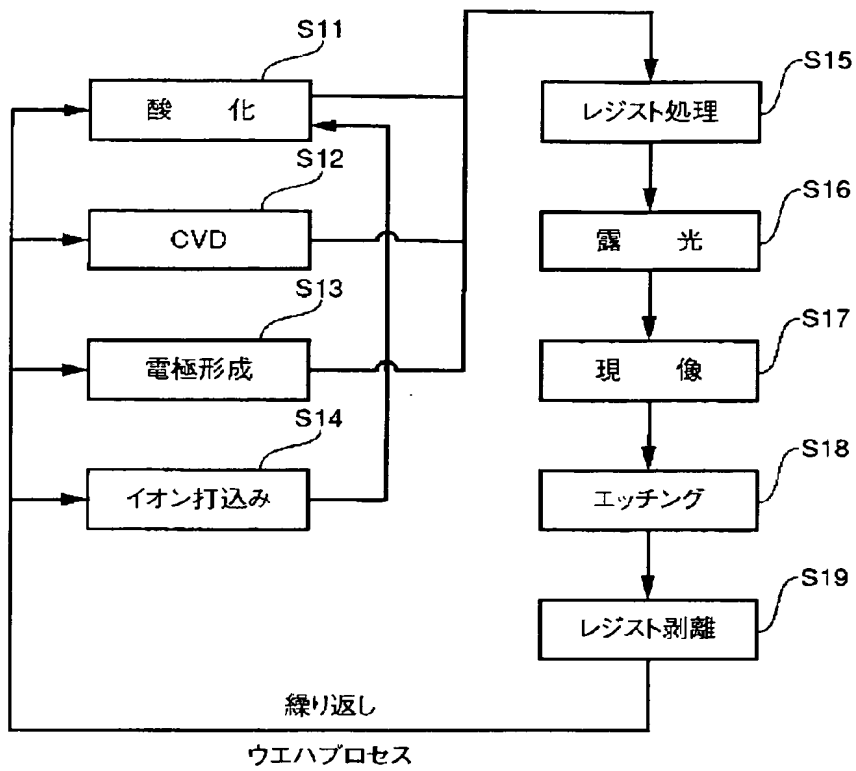 S11
酸化
S12
CVD
S13
電極形成
S14
イオン打込み
S15
レジスト処理
S16
露光
S17
現像
S18
エッチング
S19
レジスト剥離
繰り返し
ウエハプロセス